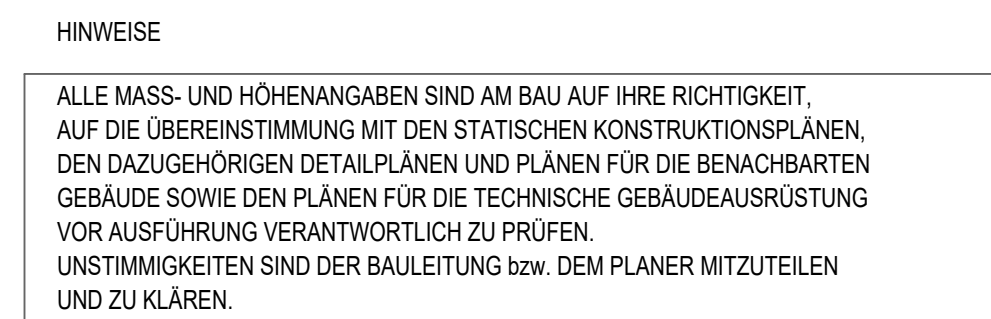 HINWEISE
ALLE MASS- UND HÖHENANGABEN SIND AM BAU AUF IHRE RICHTIGKEIT,
AUF DIE ÜBEREINSTIMMUNG MIT DEN STATISCHEN KONSTRUKTIONSPLÄNEN,
DEN DAZUGEHÖRIGEN DETAILPLÄNEN UND PLÄNEN FÜR DIE BENACHBARTEN
GEBÄUDE SOWIE DEN PLÄNEN FÜR DIE TECHNISCHE GEBÄUDEAUSRÜSTUNG
VOR AUSFÜHRUNG VERANTWORTLICH ZU PRÜFEN.
UNSTIMMIGKEITEN SIND DER BAULEITUNG bzw. DEM PLANER MITZUTEILEN
UND ZU KLÄREN.